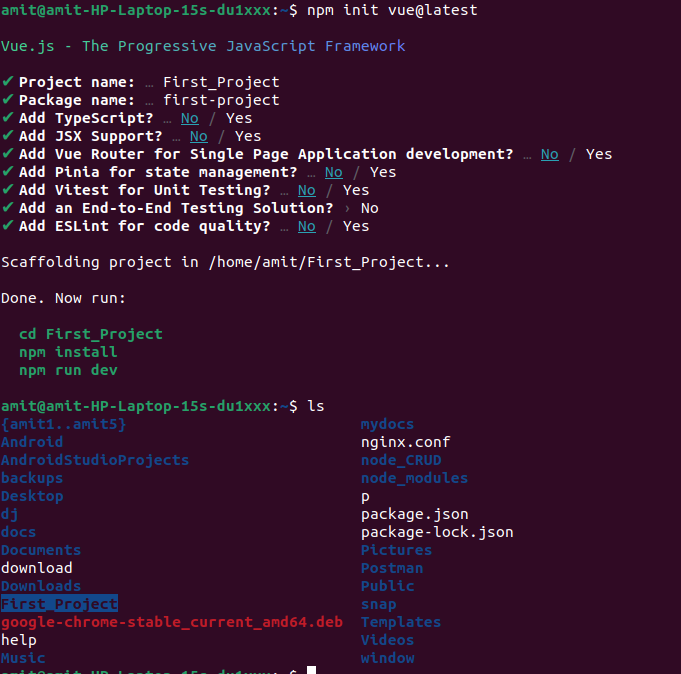 amit@amit-HP-Laptop-15s-du1xxx:~$ npm init vue@latest
Vue.js - The Progressive JavaScript Framework
✔ Project name: … First_Project
✔ Package name: … first-project
✔ Add TypeScript? … No / Yes
✔ Add JSX Support? … No / Yes
✔ Add Vue Router for Single Page Application development? … No / Yes
✔ Add Pinia for state management? … No / Yes
✔ Add Vitest for Unit Testing? … No / Yes
✔ Add an End-to-End Testing Solution? › No
✔ Add ESLint for code quality? … No / Yes
Scaffolding project in /home/amit/First_Project...
Done. Now run:
cd First_Project
npm install
npm run dev
amit@amit-HP-Laptop-15s-du1xxx:~$ ls
{amit1..amit5} mydocs
Android nginx.conf
AndroidStudioProjects node_CRUD
backups node_modules
Desktop p
dj package.json
docs package-lock.json
Documents Pictures
download Postman
Downloads Public
First_Project snap
google-chrome-stable_current_amd64.deb Templates
help Videos
Music window
amit@amit-HP-Laptop-15s-du1xxx:~$